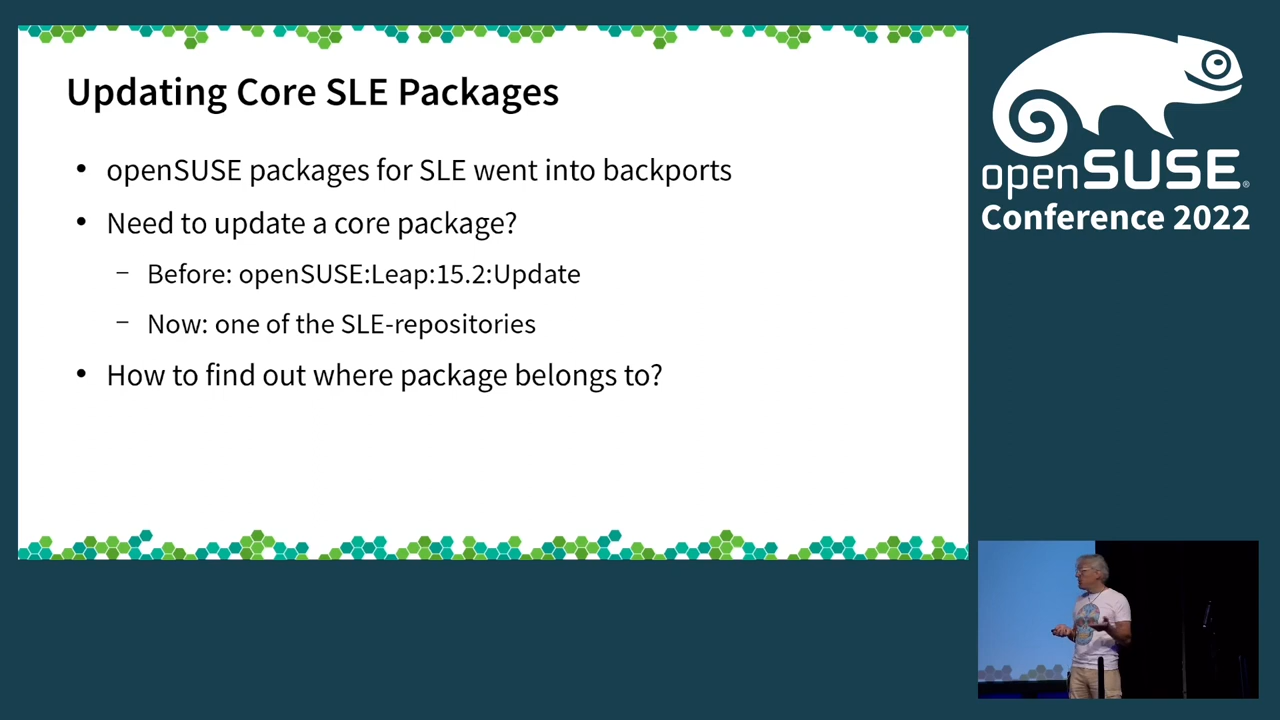 Updating Core SLE Packages
• openSUSE packages for SLE went into backports
• Need to update a core package?
– Before: openSUSE:Leap:15.2:Update
– Now: one of the SLE-repositories
• How to find out where package belongs to?
openSUSE®
Conference 2022